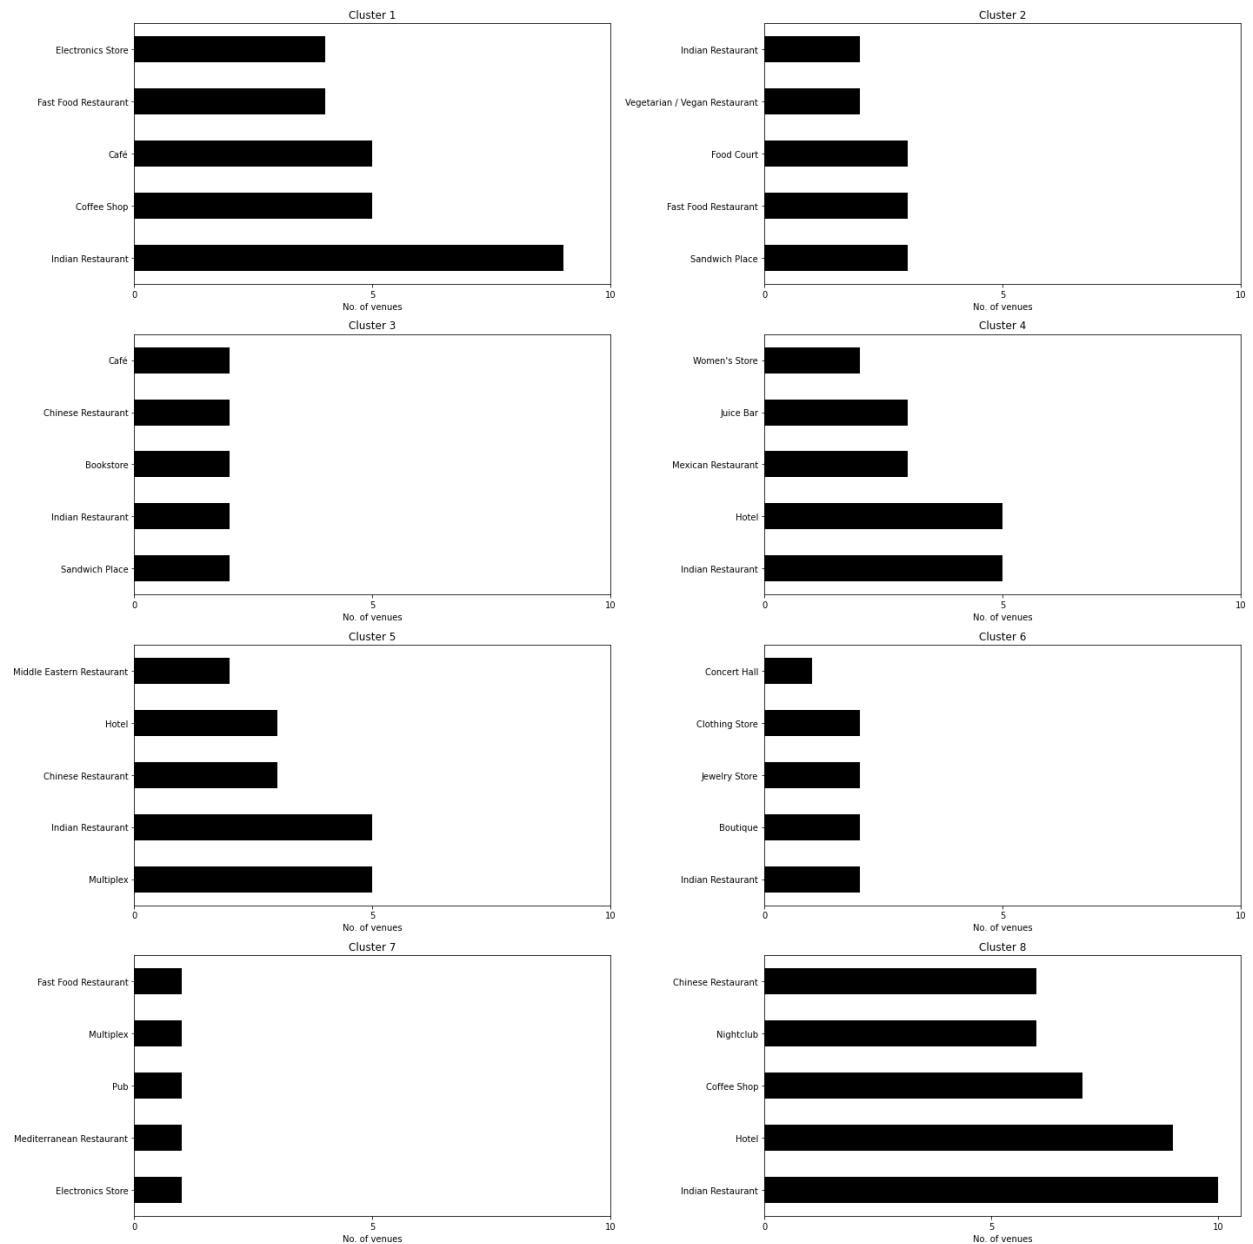 Cluster 1
Electronics Store
Fast Food Restaurant
Café
Coffee Shop
Indian Restaurant
0 5 10
No. of venues
Cluster 2
Indian Restaurant
Vegetarian / Vegan Restaurant
Food Court
Fast Food Restaurant
Sandwich Place
0 5 10
No. of venues
Cluster 3
Café
Chinese Restaurant
Bookstore
Indian Restaurant
Sandwich Place
0 5 10
No. of venues
Cluster 4
Women's Store
Juice Bar
Mexican Restaurant
Hotel
Indian Restaurant
0 5 10
No. of venues
Cluster 5
Middle Eastern Restaurant
Hotel
Chinese Restaurant
Indian Restaurant
Multiplex
0 5 10
No. of venues
Cluster 6
Concert Hall
Clothing Store
Jewelry Store
Boutique
Indian Restaurant
0 5 10
No. of venues
Cluster 7
Fast Food Restaurant
Multiplex
Pub
Mediterranean Restaurant
Electronics Store
0 5 10
No. of venues
Cluster 8
Chinese Restaurant
Nightclub
Coffee Shop
Hotel
Indian Restaurant
0 5 10
No. of venues